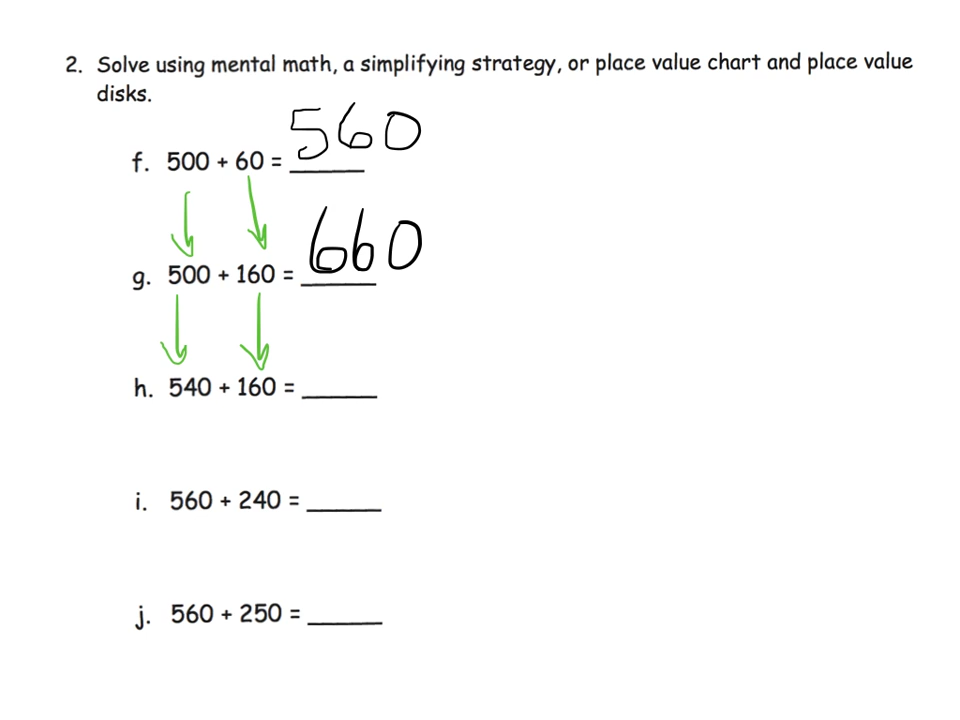 2. Solve using mental math, a simplifying strategy, or place value chart and place value
disks.
f. 500 + 60 = 560
g. 500 + 160 = 660
h. 540 + 160 = ______
i. 560 + 240 = ______
j. 560 + 250 = ______